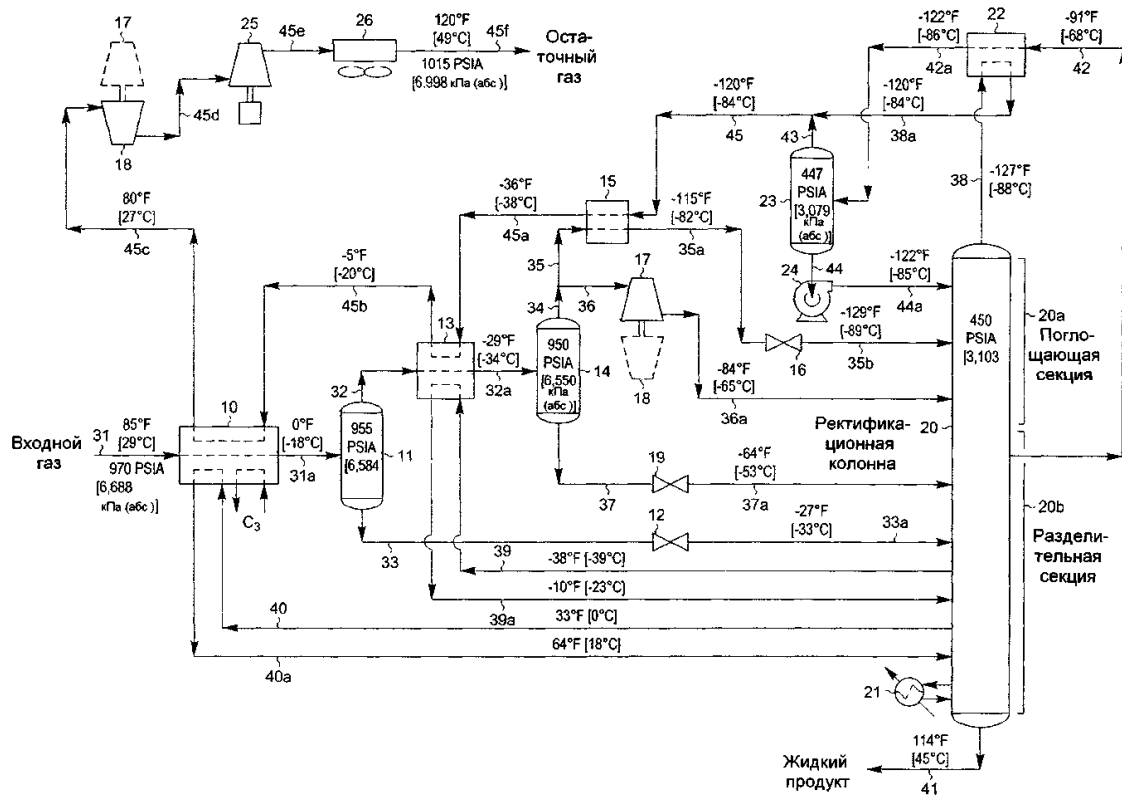 17
25
45e
26
120°F
[49°C]
45f
1015 PSIA
[6.998 кПа (абс)]
Оста-
точный
газ
45d
18
80°F
[27°C]
45c
-122°F
[-86°C]
42a
22
-91°F
[-68°C]
42
-120°F
[-84°C]
45
43
-120°F
[-84°C]
38a
38
-127°F
[-88°C]
-36°F
[-38°C]
45a
15
-115°F
[-82°C]
35a
23
447
PSIA
[3,079
кПа
(абс)]
-5°F
[-20°C]
45b
35
36
34
17
24
44
-122°F
[-85°C]
44a
13
-29°F
[-34°C]
32a
32
950
PSIA
[6,550
кПа
(абс)]
14
18
16
-129°F
[-89°C]
35b
450
PSIA
[3,103
20a
Погло-
щающая
секция
-84°F
[-65°C]
36a
Входной
газ
31
85°F
[29°C]
970 PSIA
[6,688
кПа (абс)]
10
0°F
[-18°C]
31a
C3
955
PSIA
[6,584
11
Ректифика-
ционная
колонна
20
37
19
-64°F
[-53°C]
37a
33
12
-27°F
[-33°C]
33a
20b
Раздели-
тельная
секция
39
-38°F [-39°C]
-10°F [-23°C]
39a
40
33°F [0°C]
64°F [18°C]
40a
21
Жидкий
продукт
114°F
[45°C]
41